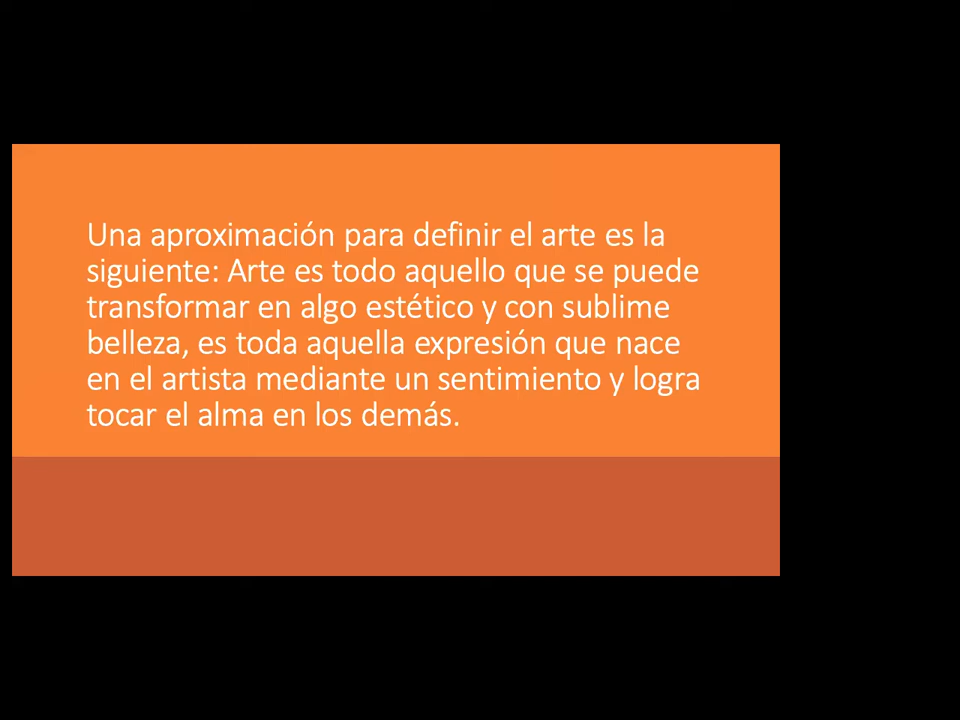 Una aproximación para definir el arte es la
siguiente: Arte es todo aquello que se puede
transformar en algo estético y con sublime
belleza, es toda aquella expresión que nace
en el artista mediante un sentimiento y logra
tocar el alma en los demás.